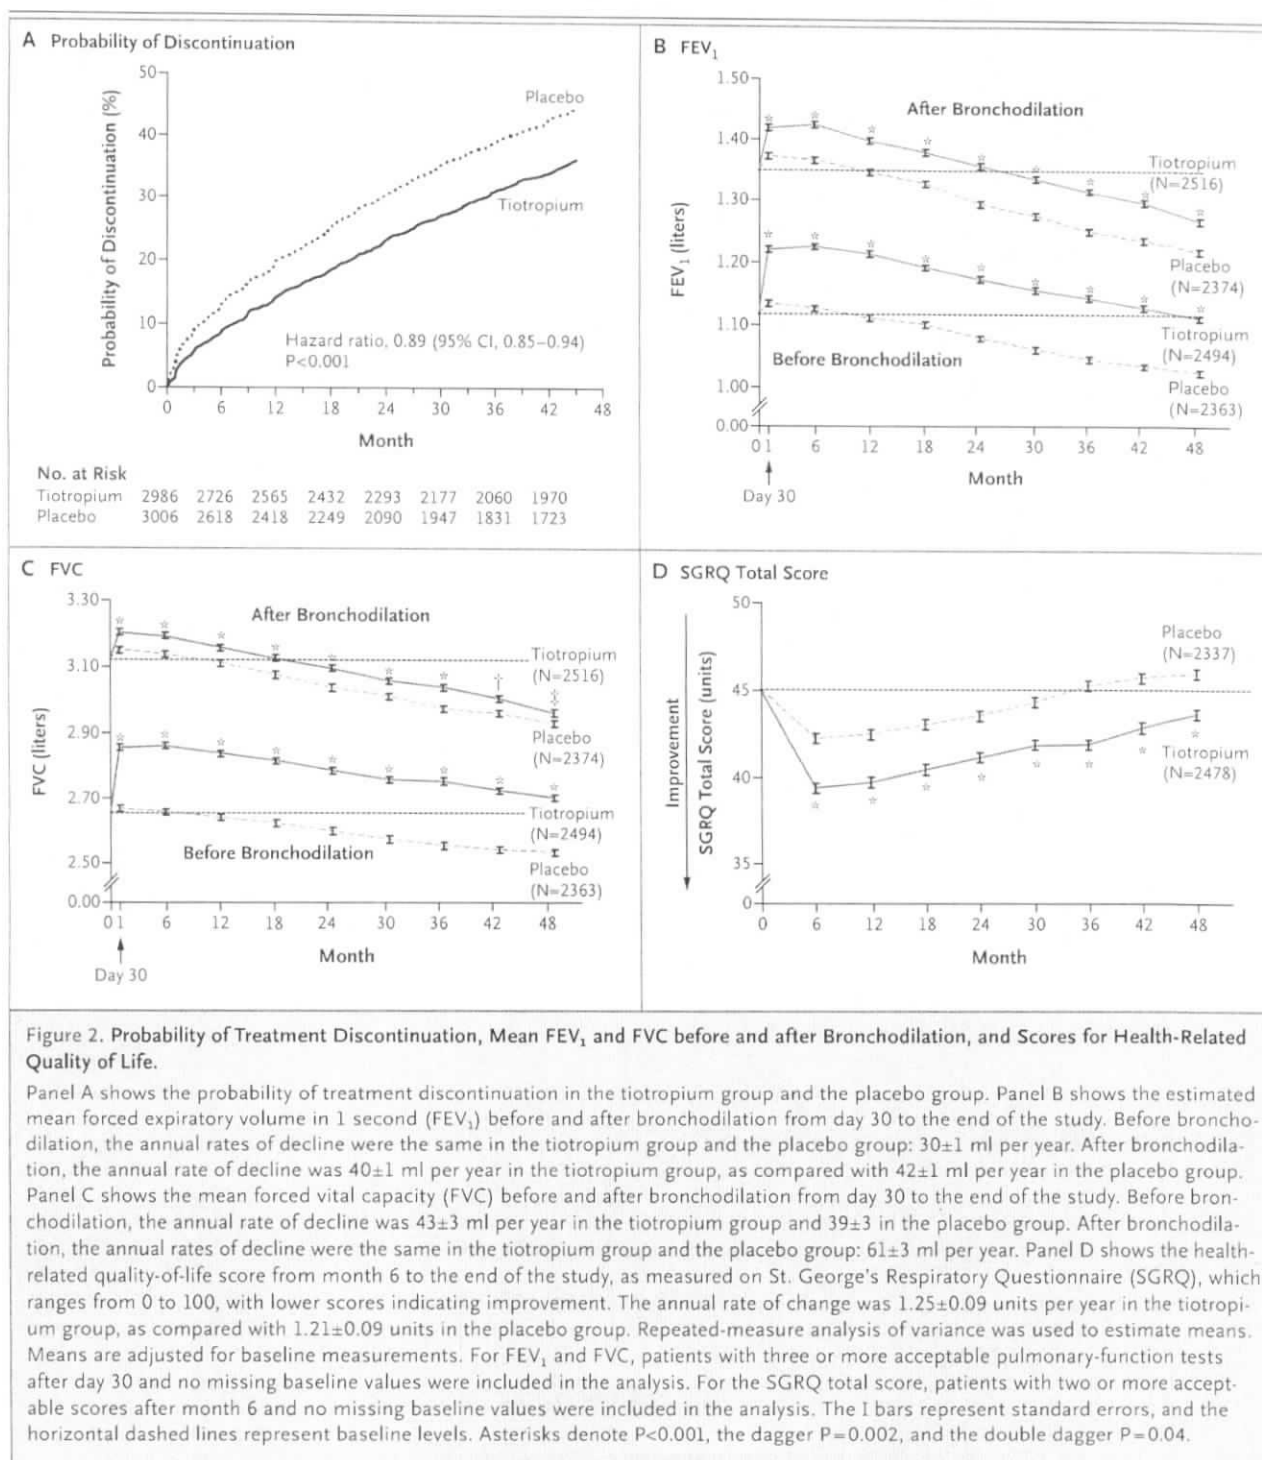 A Probability of Discontinuation
Probability of Discontinuation (%)
50
40
30
20
10
0
Placebo
Tiotropium
Hazard ratio, 0.89 (95% CI, 0.85–0.94)
P<0.001
0 6 12 18 24 30 36 42 48
Month
No. at Risk
Tiotropium 2986 2726 2565 2432 2293 2177 2060 1970
Placebo 3006 2618 2418 2249 2090 1947 1831 1723
B FEV₁
FEV₁ (liters)
1.50
1.40
1.30
1.20
1.10
1.00
0.00
After Bronchodilation
Tiotropium
(N=2516)
Placebo
(N=2374)
Before Bronchodilation
Tiotropium
(N=2494)
Placebo
(N=2363)
0 1 6 12 18 24 30 36 42 48
Month
Day 30
C FVC
FVC (liters)
3.30
3.10
2.90
2.70
2.50
0.00
After Bronchodilation
Tiotropium
(N=2516)
Placebo
(N=2374)
Before Bronchodilation
Tiotropium
(N=2494)
Placebo
(N=2363)
0 1 6 12 18 24 30 36 42 48
Month
Day 30
D SGRQ Total Score
Improvement
SGRQ Total Score (units)
50
45
40
35
0
Placebo
(N=2337)
Tiotropium
(N=2478)
0 6 12 18 24 30 36 42 48
Month
Figure 2. Probability of Treatment Discontinuation, Mean FEV₁ and FVC before and after Bronchodilation, and Scores for Health-Related
Quality of Life.
Panel A shows the probability of treatment discontinuation in the tiotropium group and the placebo group. Panel B shows the estimated
mean forced expiratory volume in 1 second (FEV₁) before and after bronchodilation from day 30 to the end of the study. Before broncho-
dilation, the annual rates of decline were the same in the tiotropium group and the placebo group: 30±1 ml per year. After bronchodila-
tion, the annual rate of decline was 40±1 ml per year in the tiotropium group, as compared with 42±1 ml per year in the placebo group.
Panel C shows the mean forced vital capacity (FVC) before and after bronchodilation from day 30 to the end of the study. Before bron-
chodilation, the annual rate of decline was 43±3 ml per year in the tiotropium group and 39±3 in the placebo group. After bronchodila-
tion, the annual rates of decline were the same in the tiotropium group and the placebo group: 61±3 ml per year. Panel D shows the health-
related quality-of-life score from month 6 to the end of the study, as measured on St. George's Respiratory Questionnaire (SGRQ), which
ranges from 0 to 100, with lower scores indicating improvement. The annual rate of change was 1.25±0.09 units per year in the tiotropi-
um group, as compared with 1.21±0.09 units in the placebo group. Repeated-measure analysis of variance was used to estimate means.
Means are adjusted for baseline measurements. For FEV₁ and FVC, patients with three or more acceptable pulmonary-function tests
after day 30 and no missing baseline values were included in the analysis. For the SGRQ total score, patients with two or more accept-
able scores after month 6 and no missing baseline values were included in the analysis. The I bars represent standard errors, and the
horizontal dashed lines represent baseline levels. Asterisks denote P<0.001, the dagger P=0.002, and the double dagger P=0.04.